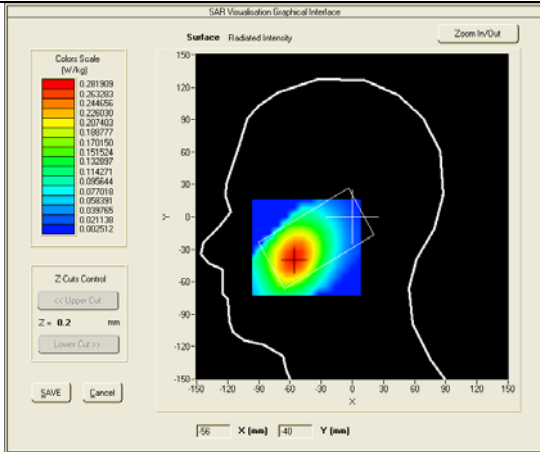 SAR Visualisation Graphical Interface
Surface Radiated Intensity
Zoom In/Out
Colors Scale
(W/kg)
0.281909
0.263283
0.244656
0.226030
0.207403
0.188777
0.170150
0.151524
0.132897
0.114271
0.095644
0.077018
0.058391
0.039765
0.021138
0.002512
Z Cuts Control
<< Upper Cut
Z = 0.2 mm
Lower Cut >>
SAVE Cancel
150
120
90
60
30
0
-30
-60
-90
-120
-150
Y
-150 -120 -90 -60 -30 0 30 60 90 120 150
X
-56 X (mm) -40 Y (mm)